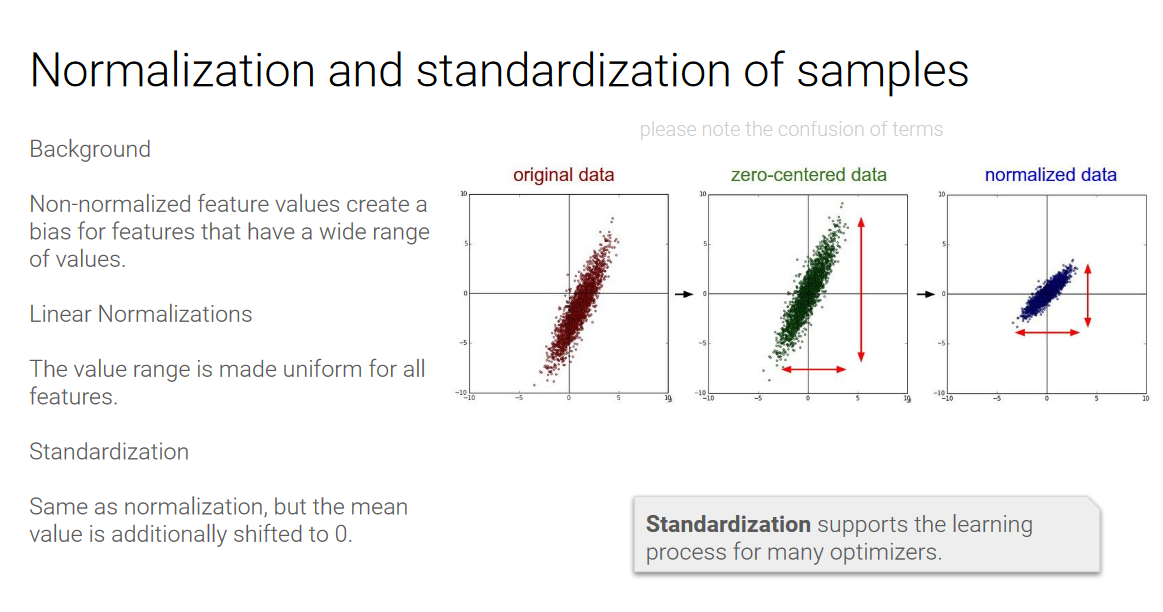 Normalization and standardization of samples
please note the confusion of terms
Background
Non-normalized feature values create a
bias for features that have a wide range
of values.
Linear Normalizations
The value range is made uniform for all
features.
Standardization
Same as normalization, but the mean
value is additionally shifted to 0.
original data
10
5
0
−5
−10
−10
−5
0
5
10
zero-centered data
10
5
0
−5
−10
−10
−5
0
5
10
normalized data
10
5
0
−5
−10
−10
−5
0
5
10
Standardization supports the learning
process for many optimizers.